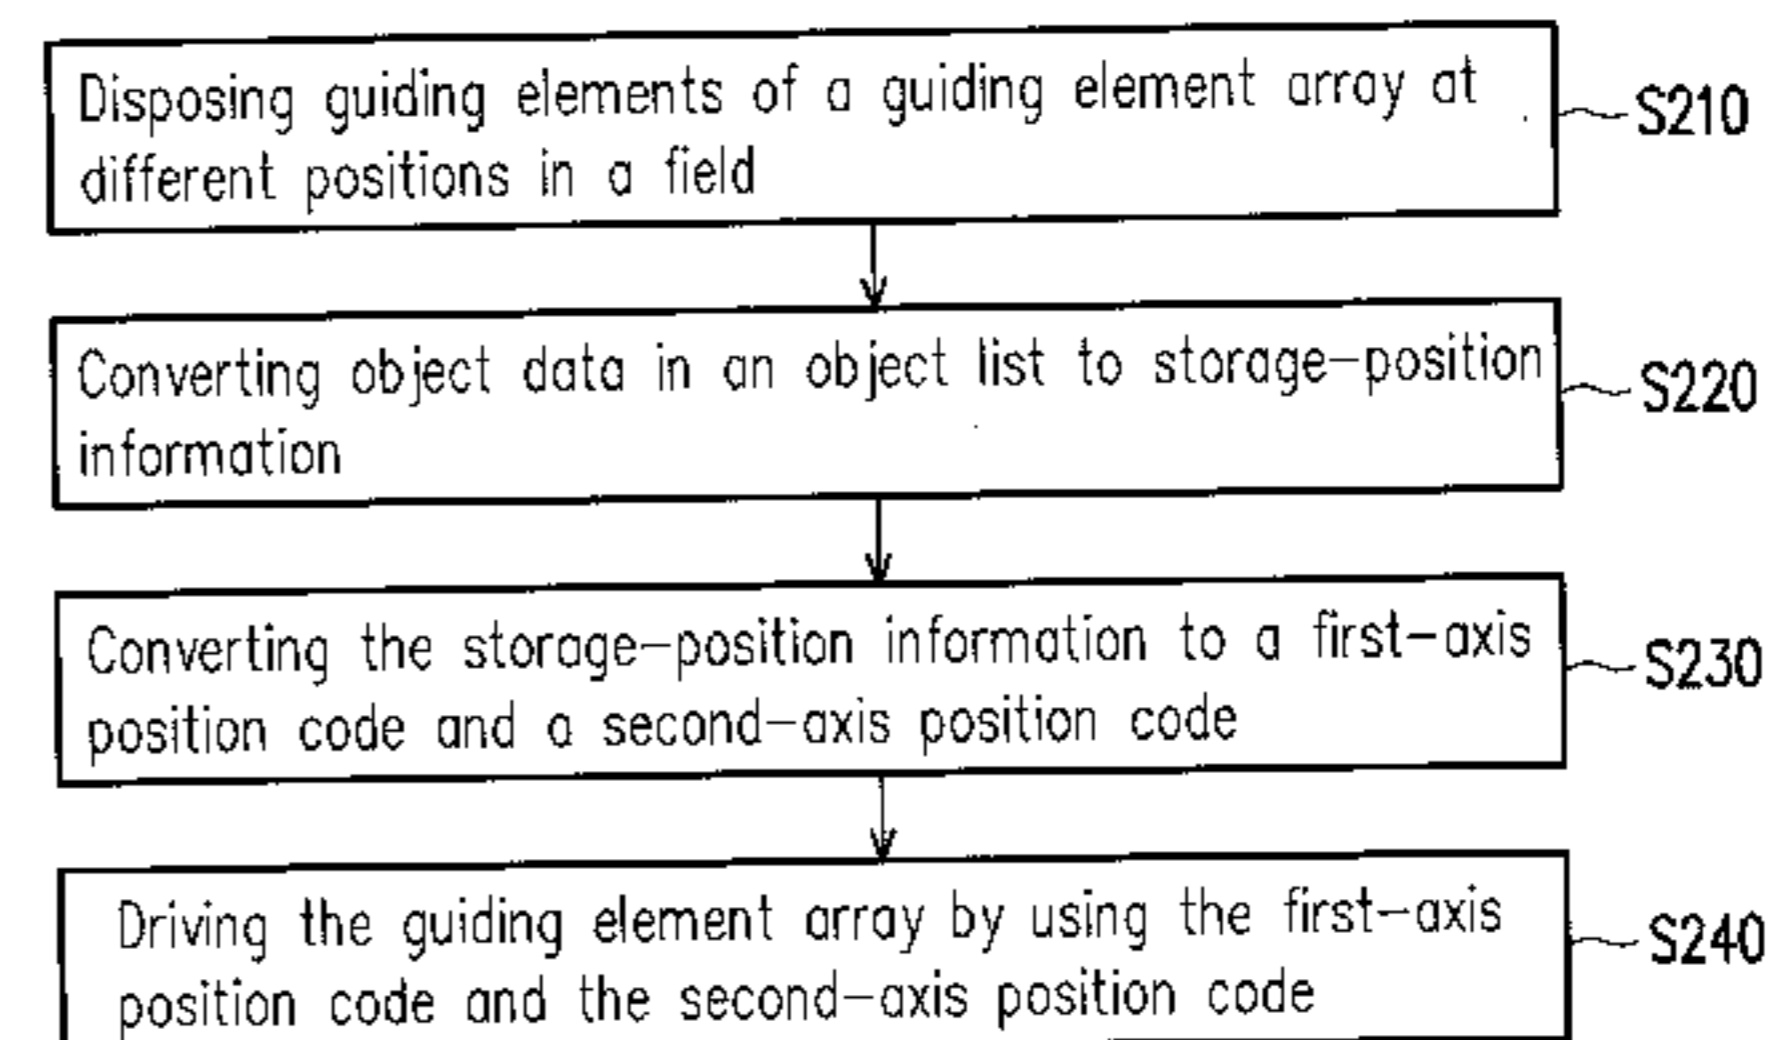 Disposing guiding elements of a guiding element array at
different positions in a field
S210
Converting object data in an object list to storage-position
information
S220
Converting the storage-position information to a first-axis
position code and a second-axis position code
S230
Driving the guiding element array by using the first-axis
position code and the second-axis position code
S240